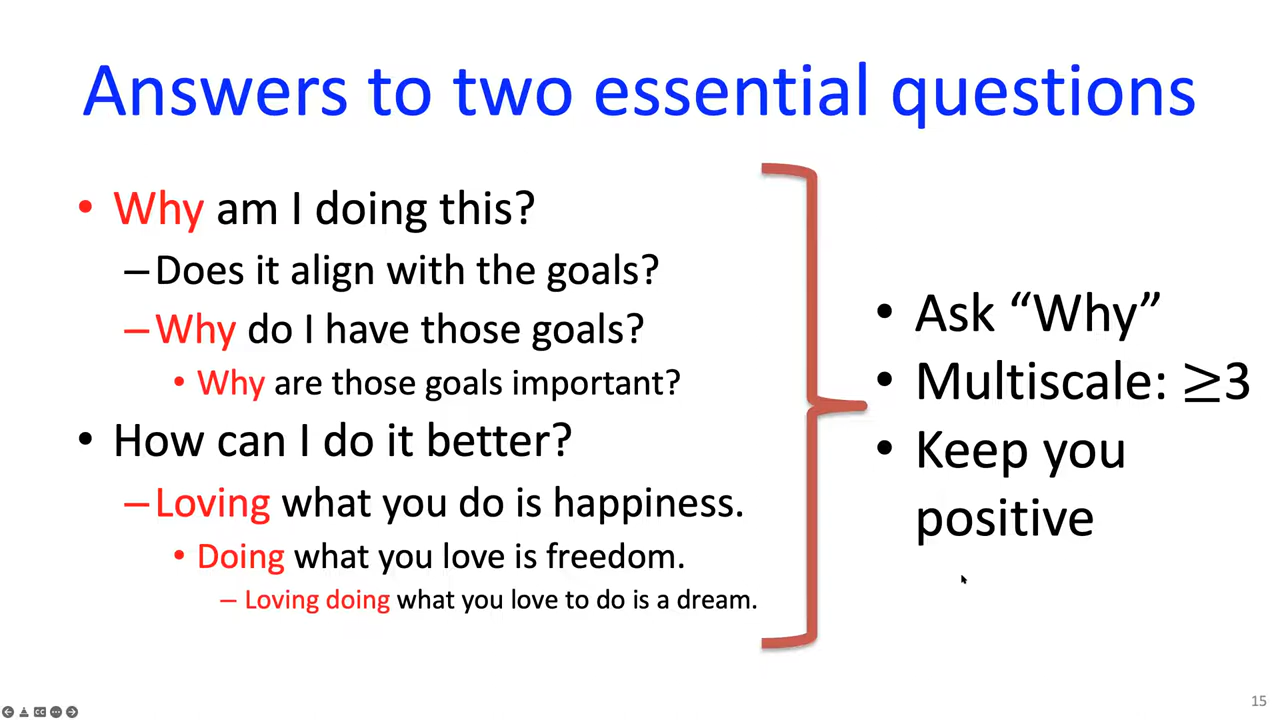 Answers to two essential questions
• Why am I doing this?
–Does it align with the goals?
–Why do I have those goals?
• Why are those goals important?
• How can I do it better?
–Loving what you do is happiness.
• Doing what you love is freedom.
– Loving doing what you love to do is a dream.
• Ask “Why”
• Multiscale: ≥3
• Keep you
positive
15
CC